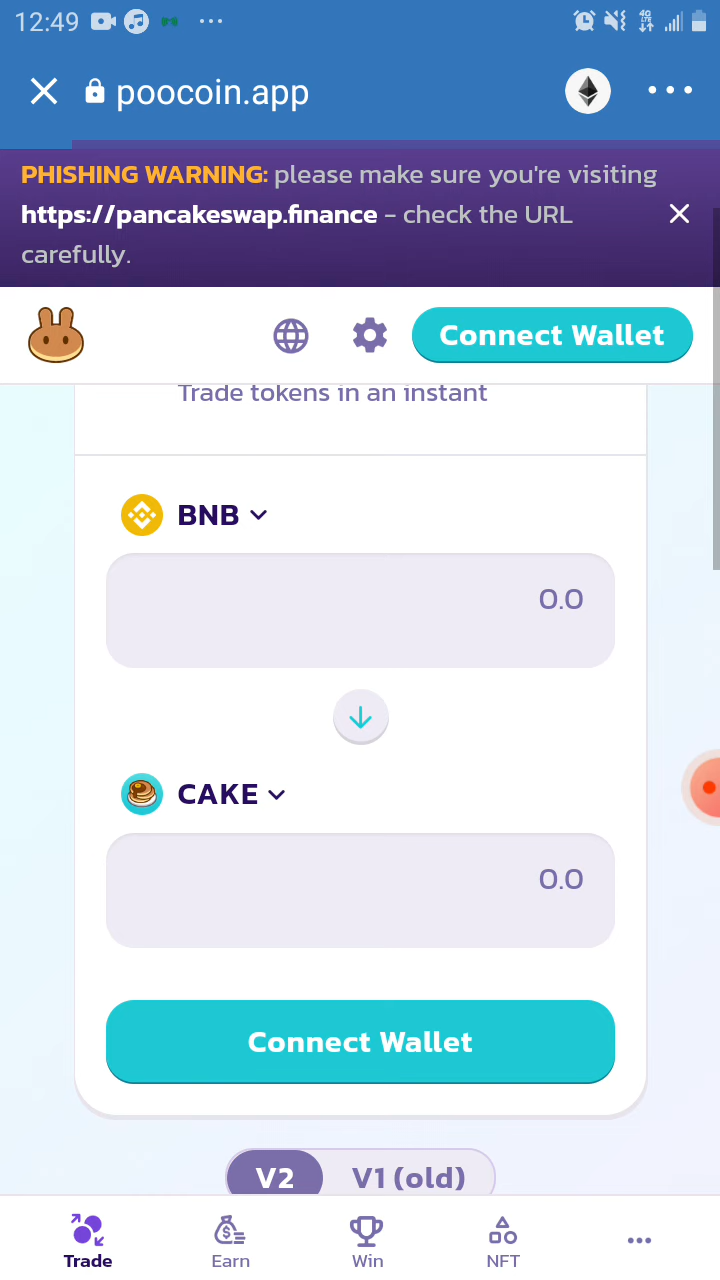 12:49
4G LTE
poocoin.app
PHISHING WARNING: please make sure you're visiting
https://pancakeswap.finance - check the URL
carefully.
Connect Wallet
Trade tokens in an instant
BNB
0.0
CAKE
0.0
Connect Wallet
V2 V1 (old)
Trade Earn Win NFT